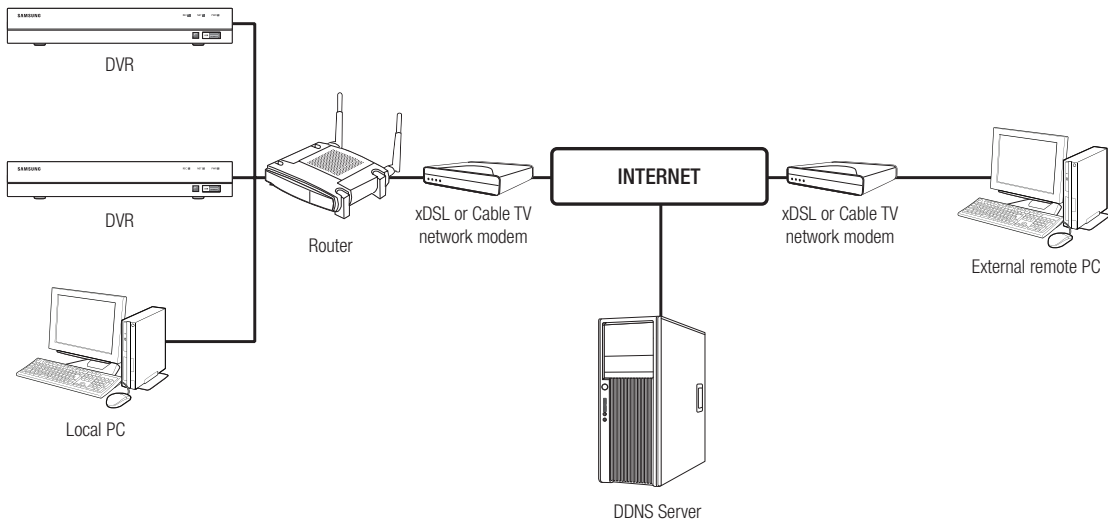 SAMSUNG
DVR
SAMSUNG
DVR
Router
xDSL or Cable TV
network modem
INTERNET
xDSL or Cable TV
network modem
External remote PC
Local PC
DDNS Server